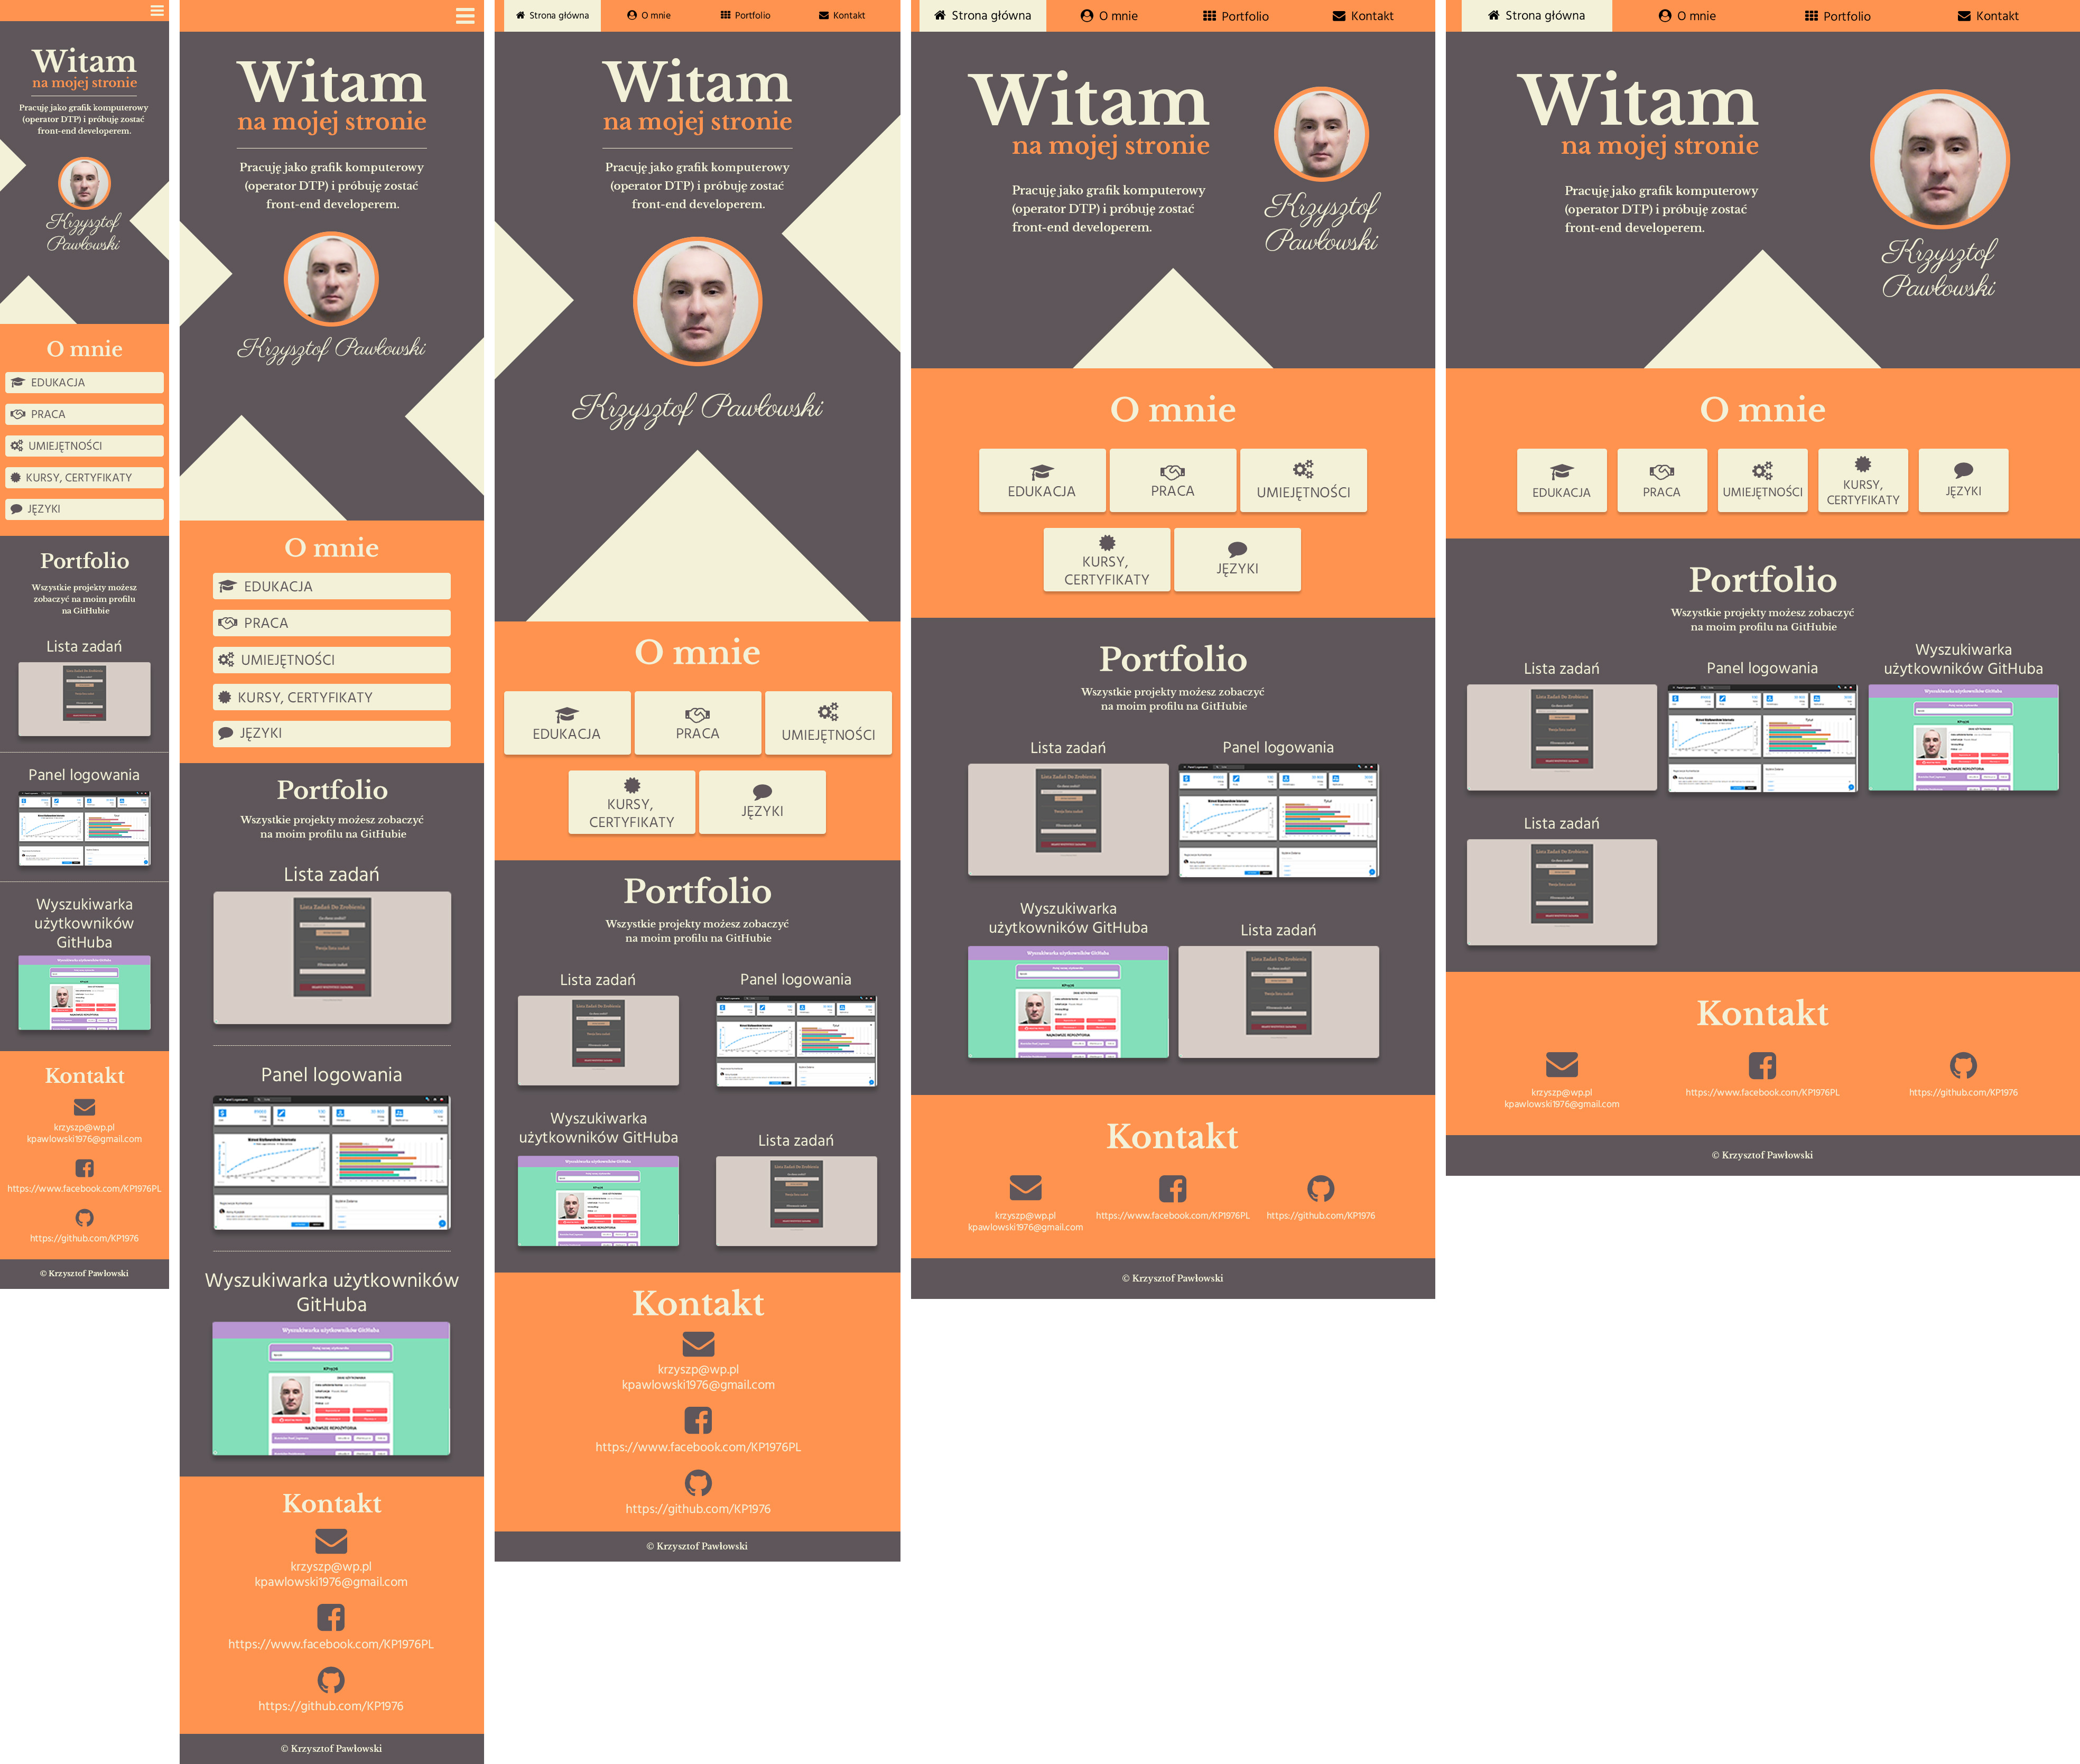 Witam
na mojej stronie
Pracuję jako grafik komputerowy
(operator DTP) i próbuję zostać
front-end developerem.
Krzysztof
Pawłowski
O mnie
EDUKACJA
PRACA
UMIEJĘTNOŚCI
KURSY, CERTYFIKATY
JĘZYKI
Portfolio
Wszystkie projekty możesz
zobaczyć na moim profilu
na GitHubie
Lista zadań
Panel logowania
Wyszukiwarka
użytkowników
GitHuba
Kontakt
krzyszp@wp.pl
kpawlowski1976@gmail.com
https://www.facebook.com/KP1976PL
https://github.com/KP1976
© Krzysztof Pawłowski
Witam
na mojej stronie
Pracuję jako grafik komputerowy
(operator DTP) i próbuję zostać
front-end developerem.
Krzysztof Pawłowski
O mnie
EDUKACJA
PRACA
UMIEJĘTNOŚCI
KURSY, CERTYFIKATY
JĘZYKI
Portfolio
Wszystkie projekty możesz zobaczyć
na moim profilu na GitHubie
Lista zadań
Lista Zadań Do Zrobienia
Panel logowania
Wyszukiwarka użytkowników
GitHuba
Wyszukiwarka użytkowników GitHuba
KP1976
NAJNOWSZE REPOZYTORIA
Kontakt
krzyszp@wp.pl
kpawlowski1976@gmail.com
https://www.facebook.com/KP1976PL
https://github.com/KP1976
© Krzysztof Pawłowski
Strona główna
O mnie
Portfolio
Kontakt
Witam
na mojej stronie
Pracuję jako grafik komputerowy
(operator DTP) i próbuję zostać
front-end developerem.
Krzysztof Pawłowski
O mnie
EDUKACJA
PRACA
UMIEJĘTNOŚCI
KURSY,
CERTYFIKATY
JĘZYKI
Portfolio
Wszystkie projekty możesz zobaczyć
na moim profilu na GitHubie
Lista zadań
Panel logowania
Wyszukiwarka
użytkowników GitHuba
Lista zadań
Kontakt
krzyszp@wp.pl
kpawlowski1976@gmail.com
https://www.facebook.com/KP1976PL
https://github.com/KP1976
© Krzysztof Pawłowski
Strona główna
O mnie
Portfolio
Kontakt
Witam
na mojej stronie
Pracuję jako grafik komputerowy
(operator DTP) i próbuję zostać
front-end developerem.
Krzysztof
Pawłowski
O mnie
EDUKACJA
PRACA
UMIEJĘTNOŚCI
KURSY,
CERTYFIKATY
JĘZYKI
Portfolio
Wszystkie projekty możesz zobaczyć
na moim profilu na GitHubie
Lista zadań
Panel logowania
Wyszukiwarka
użytkowników GitHuba
Lista zadań
Kontakt
krzyszp@wp.pl
kpawlowski1976@gmail.com
https://www.facebook.com/KP1976PL
https://github.com/KP1976
© Krzysztof Pawłowski
Strona główna
O mnie
Portfolio
Kontakt
Witam
na mojej stronie
Pracuję jako grafik komputerowy
(operator DTP) i próbuję zostać
front-end developerem.
Krzysztof
Pawłowski
O mnie
EDUKACJA
PRACA
UMIEJĘTNOŚCI
KURSY,
CERTYFIKATY
JĘZYKI
Portfolio
Wszystkie projekty możesz zobaczyć
na moim profilu na GitHubie
Lista zadań
Panel logowania
Wyszukiwarka
użytkowników GitHuba
Lista zadań
Kontakt
krzyszp@wp.pl
kpawlowski1976@gmail.com
https://www.facebook.com/KP1976PL
https://github.com/KP1976
© Krzysztof Pawłowski